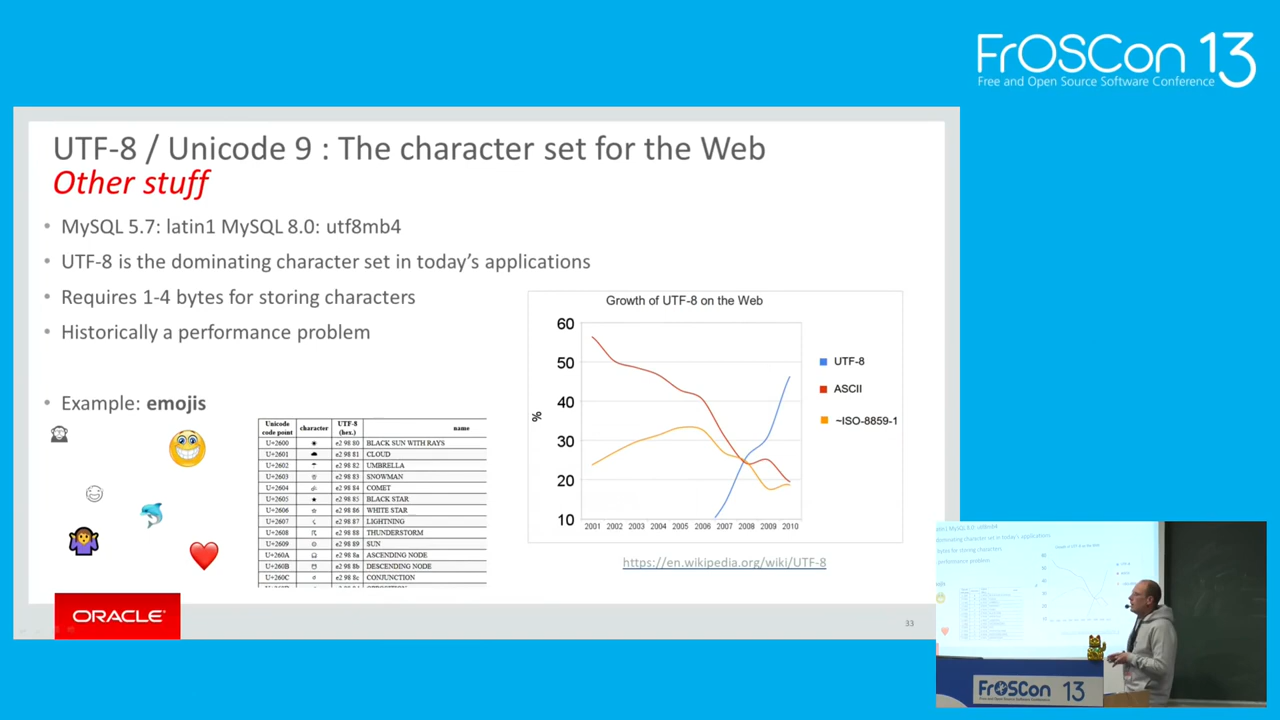 FrOSCon 13
Free and Open Source Software Conference
UTF-8 / Unicode 9 : The character set for the Web
Other stuff
• MySQL 5.7: latin1 MySQL 8.0: utf8mb4
• UTF-8 is the dominating character set in today's applications
• Requires 1-4 bytes for storing characters
• Historically a performance problem
• Example: emojis
Unicode code point character UTF-8 (hex.) name
U+2600 ☀ e2 98 80 BLACK SUN WITH RAYS
U+2601 ☁ e2 98 81 CLOUD
U+2602 ☂ e2 98 82 UMBRELLA
U+2603 ☃ e2 98 83 SNOWMAN
U+2604 ☄ e2 98 84 COMET
U+2605 ★ e2 98 85 BLACK STAR
U+2606 ☆ e2 98 86 WHITE STAR
U+2607 ☇ e2 98 87 LIGHTNING
U+2608 ☈ e2 98 88 THUNDERSTORM
U+2609 ☉ e2 98 89 SUN
U+260A ☊ e2 98 8a ASCENDING NODE
U+260B ☋ e2 98 8b DESCENDING NODE
U+260C ☌ e2 98 8c CONJUNCTION
Growth of UTF-8 on the Web
%
60
50
40
30
20
10
2001 2002 2003 2004 2005 2006 2007 2008 2009 2010
UTF-8
ASCII
~ISO-8859-1
https://en.wikipedia.org/wiki/UTF-8
ORACLE
33
FrOSCon 13
Free and Open Source Software Conference